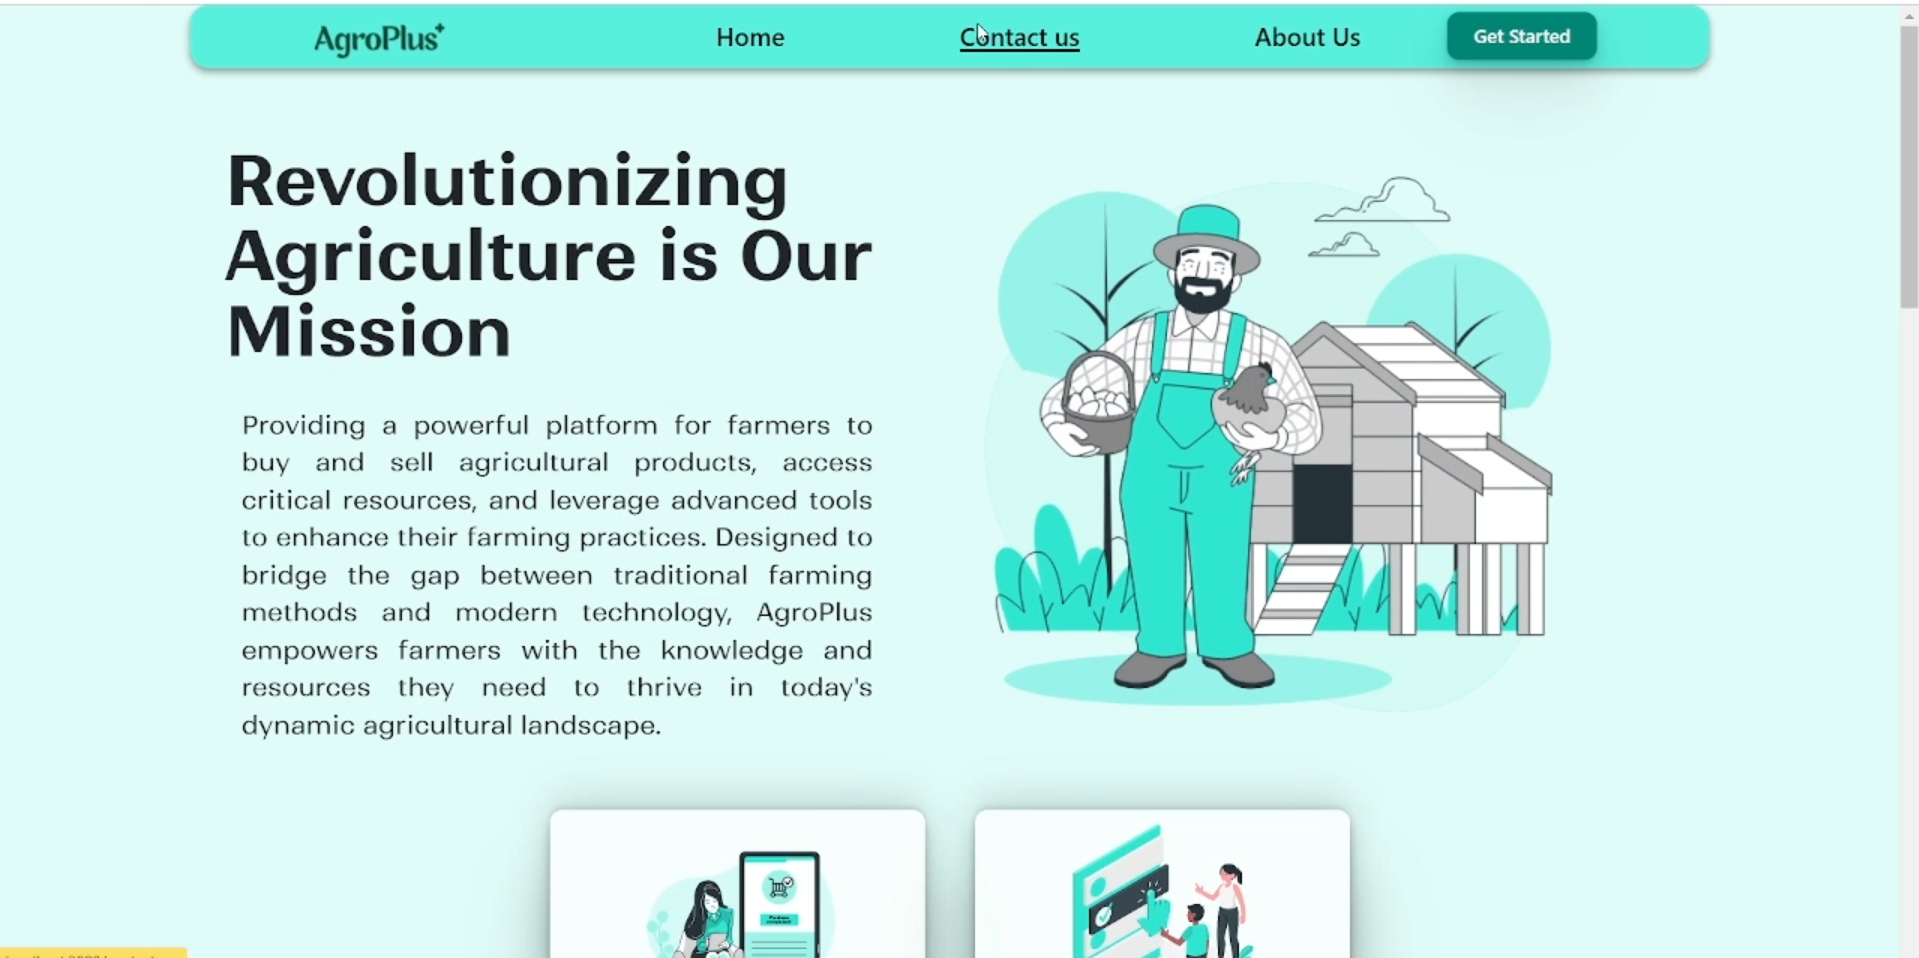 AgroPlus+
Home
Contact us
About Us
Get Started
Revolutionizing
Agriculture is Our
Mission
Providing a powerful platform for farmers to
buy and sell agricultural products, access
critical resources, and leverage advanced tools
to enhance their farming practices. Designed to
bridge the gap between traditional farming
methods and modern technology, AgroPlus
empowers farmers with the knowledge and
resources they need to thrive in today's
dynamic agricultural landscape.